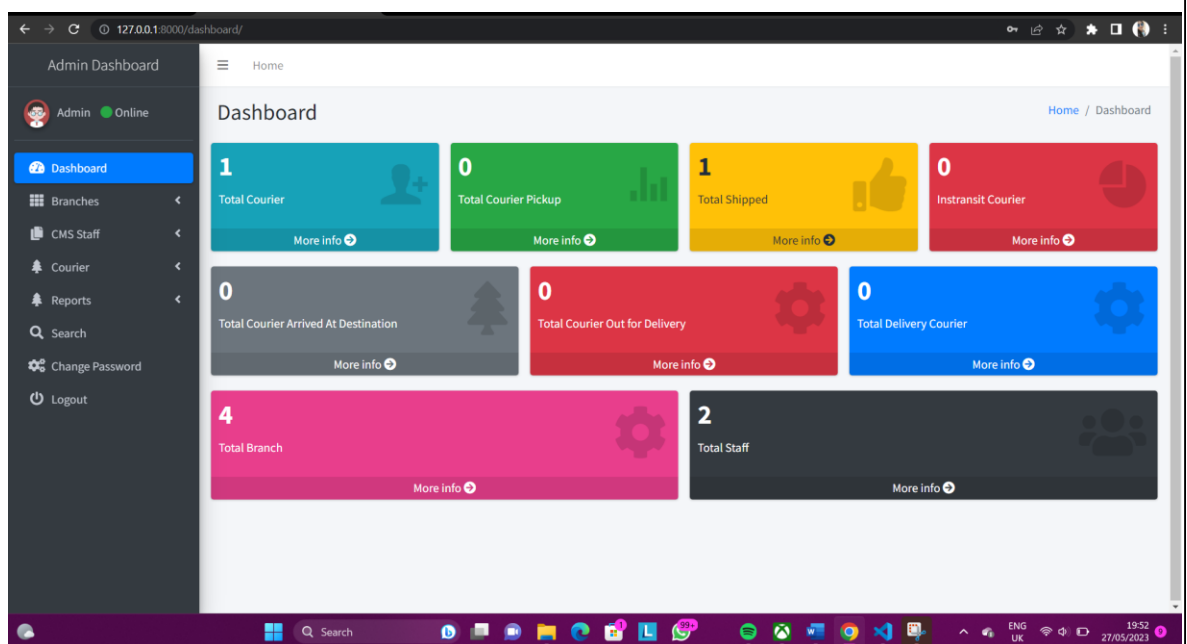 127.0.0.1:8000/dashboard/
Admin Dashboard
Home
Admin Online
Dashboard
Home / Dashboard
Dashboard
Branches
CMS Staff
Courier
Reports
Search
Change Password
Logout
1
Total Courier
More info
0
Total Courier Pickup
More info
1
Total Shipped
More info
0
Instransit Courier
More info
0
Total Courier Arrived At Destination
More info
0
Total Courier Out for Delivery
More info
0
Total Delivery Courier
More info
4
Total Branch
More info
2
Total Staff
More info
Search
99+
1
L
ENG
UK
19:52
27/05/2023
9